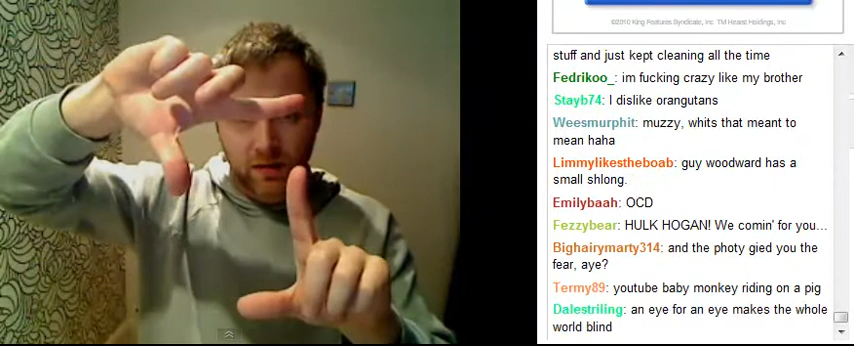 ©2010 King Features Syndicate, Inc ™ Hearst Holdings, Inc
stuff and just kept cleaning all the time
Fedrikoo_: im fucking crazy like my brother
Stayb74: I dislike orangutans
Weesmurphit: muzzy, whits that meant to
mean haha
Limmylikestheboab: guy woodward has a
small shlong.
Emilybaah: OCD
Fezzybear: HULK HOGAN! We comin' for you...
Bighairymarty314: and the photy gied you the
fear, aye?
Termy89: youtube baby monkey riding on a pig
Dalestriling: an eye for an eye makes the whole
world blind